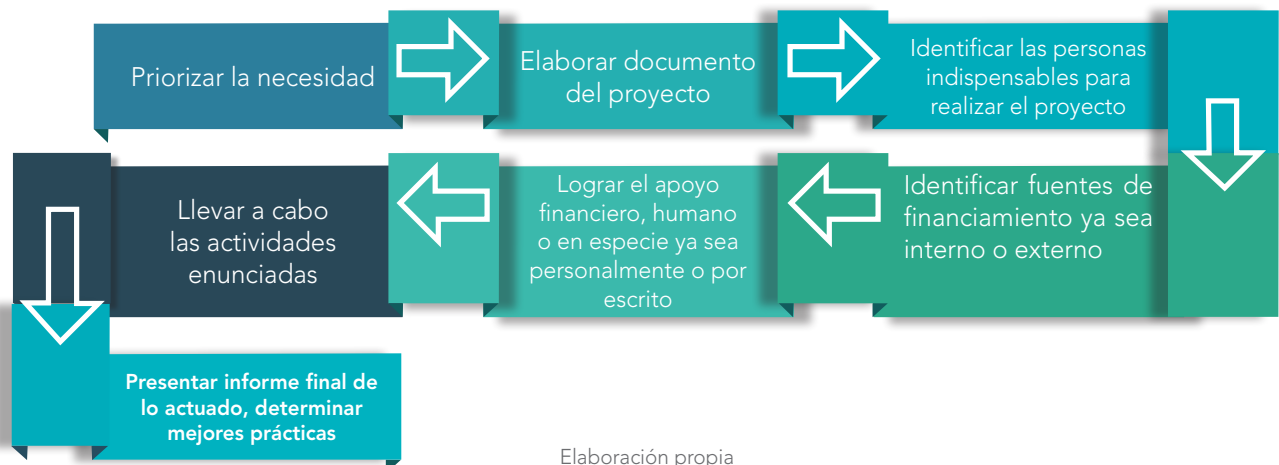 Priorizar la necesidad
Elaborar documento
del proyecto
Identificar las personas
indispensables para
realizar el proyecto
Identificar fuentes de
financiamiento ya sea
interno o externo
Lograr el apoyo
financiero, humano
o en especie ya sea
personalmente o por
escrito
Llevar a cabo
las actividades
enunciadas
Presentar informe final de
lo actuado, determinar
mejores prácticas
Elaboración propia